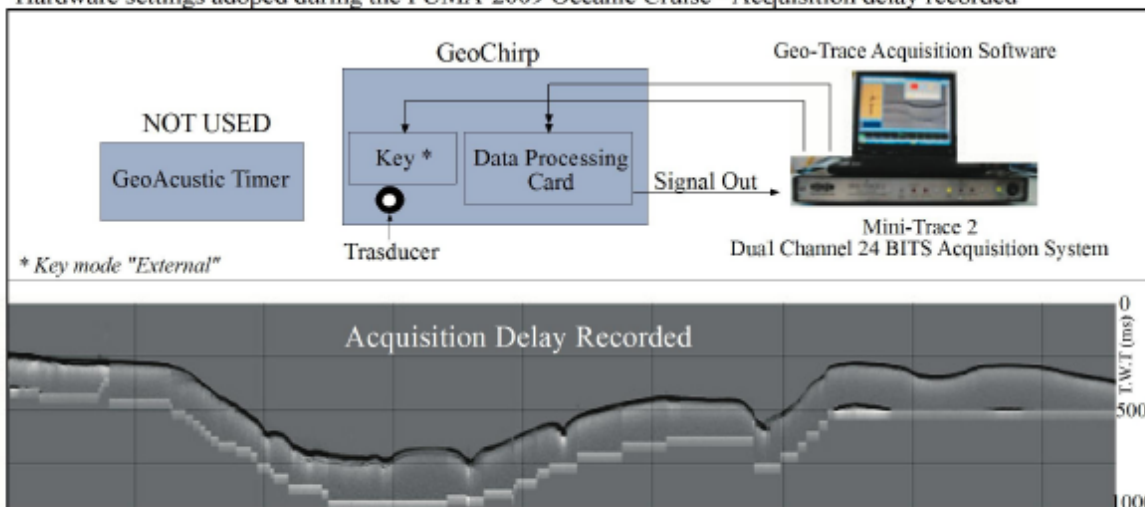 Hardware settings adoped during the PUMA 2009 Oceanic Cruise - Acquisition delay recorded
GeoChirp
Geo-Trace Acquisition Software
NOT USED
GeoAcustic Timer
Key *
Data Processing
Card
Signal Out
Trasducer
Mini-Trace 2
Dual Channel 24 BITS Acquisition System
* Key mode "External"
Acquisition Delay Recorded
0
T.W.T (ms)
500
1000